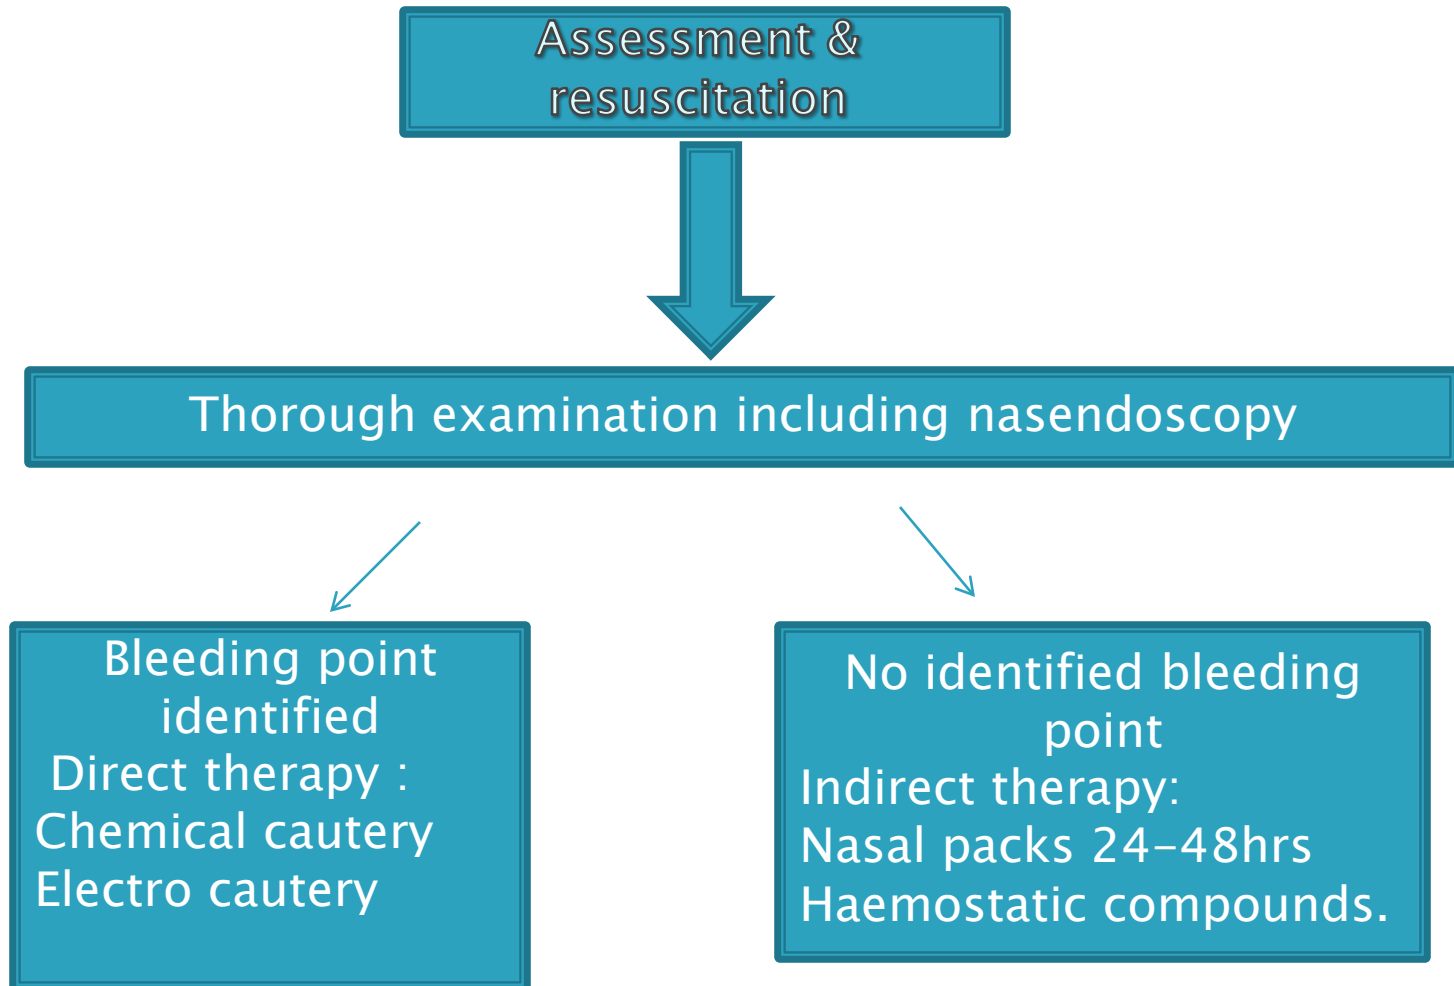 Assessment &
resuscitation
Thorough examination including nasendoscopy
Bleeding point
identified
Direct therapy :
Chemical cautery
Electro cautery
No identified bleeding
point
Indirect therapy:
Nasal packs 24-48hrs
Haemostatic compounds.